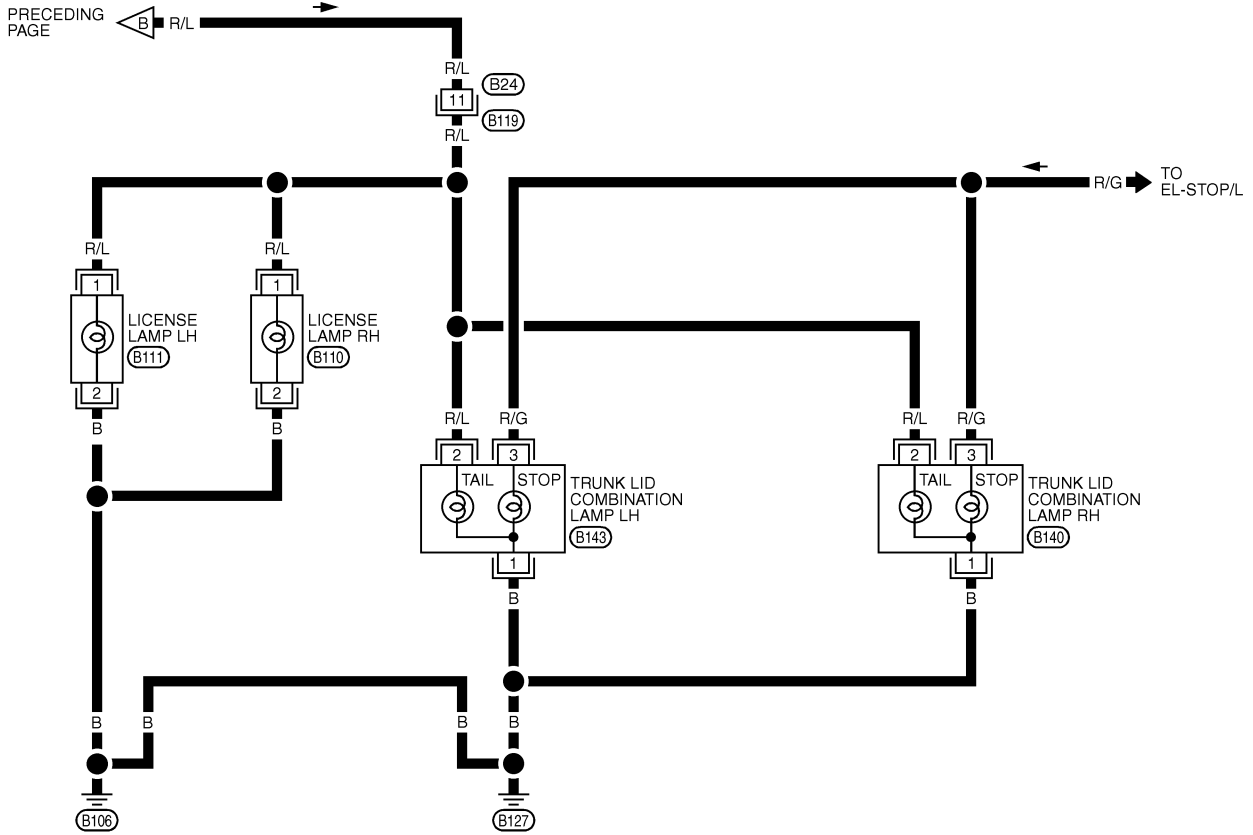 PRECEDING
PAGE
B
R/L
R/L
B24
11
B119
R/L
R/G
TO
EL-STOP/L
R/L
R/L
1
1
LICENSE
LAMP LH
B111
LICENSE
LAMP RH
B110
2
2
B
B
R/L
R/G
R/L
R/G
2
3
2
3
TAIL
STOP
TRUNK LID
COMBINATION
LAMP LH
B143
TAIL
STOP
TRUNK LID
COMBINATION
LAMP RH
B140
1
1
B
B
B
B
B
B
B106
B127